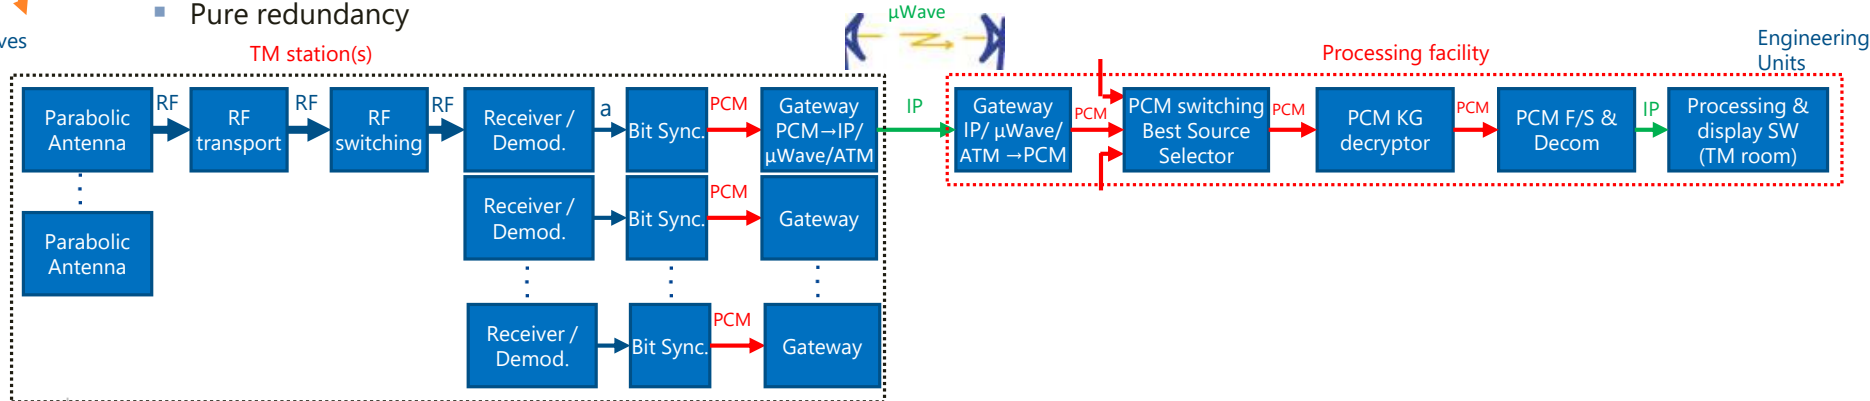 ▪ Pure redundancy
ves
TM station(s)
µWave
Processing facility
Engineering
Units
Parabolic
Antenna
RF
RF
transport
RF
RF
switching
RF
Receiver /
Demod.
a
Bit Sync.
PCM
Gateway
PCM→IP/
µWave/ATM
IP
Gateway
IP/ µWave/
ATM →PCM
PCM
PCM switching
Best Source
Selector
PCM
PCM KG
decryptor
PCM
PCM F/S &
Decom
IP
Processing &
display SW
(TM room)
Receiver /
Demod.
Bit Sync.
PCM
Gateway
Parabolic
Antenna
Receiver /
Demod.
Bit Sync.
PCM
Gateway